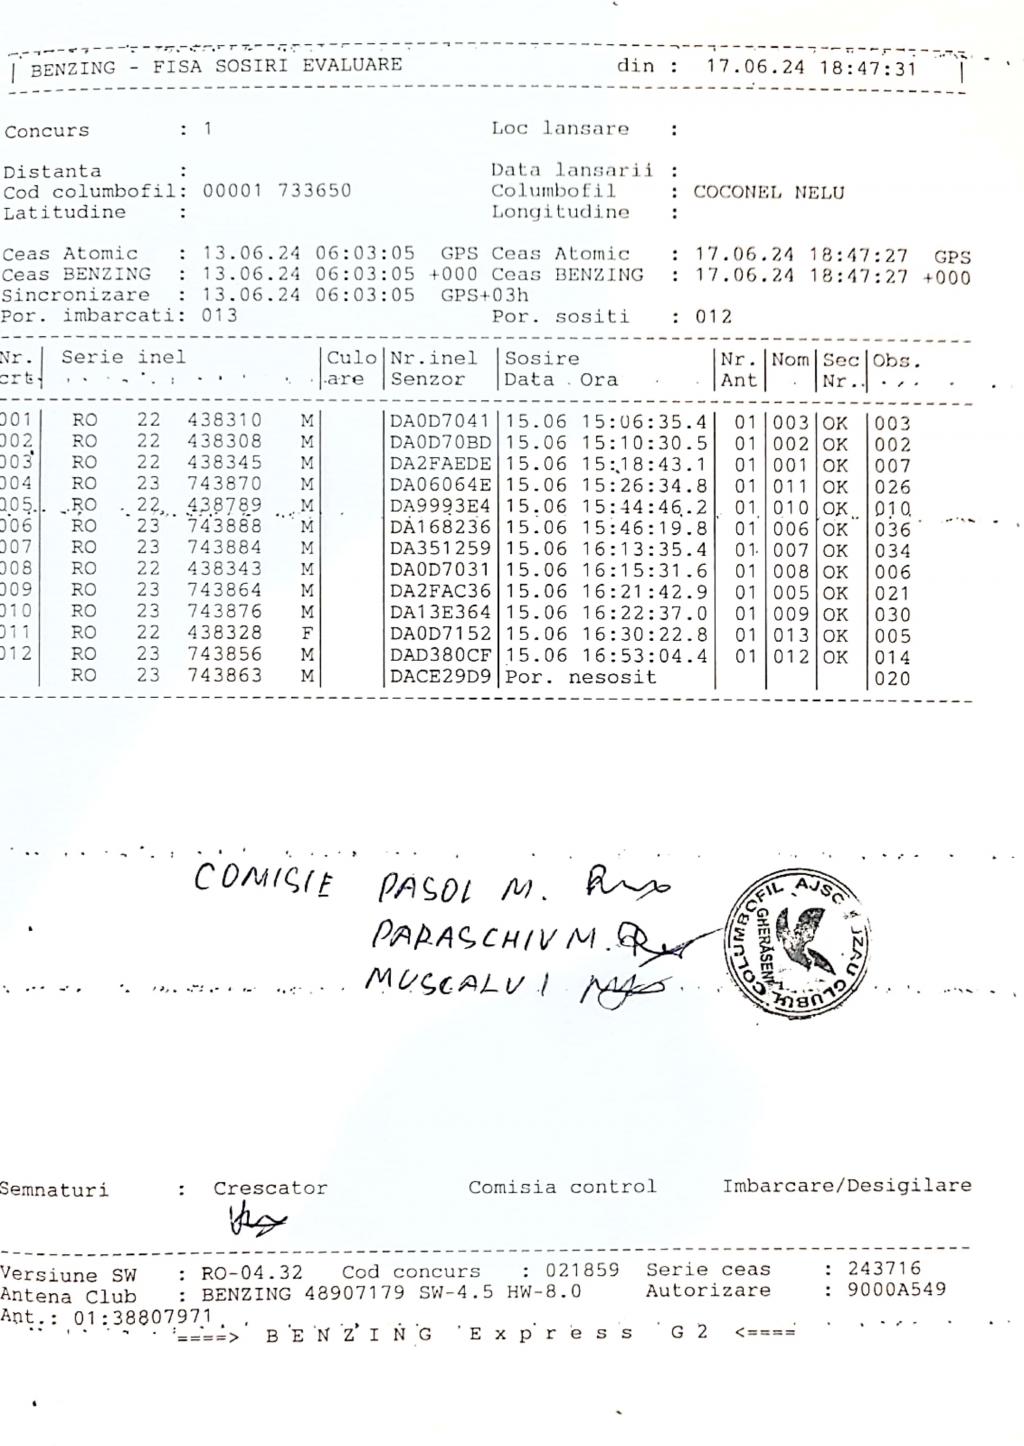 BENZING - FISA SOSIRI EVALUARE din : 17.06.24 18:47:31
Concurs : 1 Loc lansare :
Distanta : Data lansarii :
Cod columbofil: 00001 733650 Columbofil : COCONEL NELU
Latitudine : Longitudine :
Ceas Atomic : 13.06.24 06:03:05 GPS Ceas Atomic : 17.06.24 18:47:27 GPS
Ceas BENZING : 13.06.24 06:03:05 +000 Ceas BENZING : 17.06.24 18:47:27 +000
Sincronizare : 13.06.24 06:03:05 GPS+03h
Por. imbarcati: 013 Por. sositi : 012
Nr. Serie inel Culo Nr.inel Sosire Nr. Nom Sec Obs.
crt. are Senzor Data Ora Ant Nr.
001 RO 22 438310 M DA0D7041 15.06 15:06:35.4 01 003 OK 003
002 RO 22 438308 M DA0D70BD 15.06 15:10:30.5 01 002 OK 002
003 RO 22 438345 M DA2FAEDE 15.06 15:18:43.1 01 001 OK 007
004 RO 23 743870 M DA06064E 15.06 15:26:34.8 01 011 OK 026
005 RO 22 438789 M DA9993E4 15.06 15:44:46.2 01 010 OK 010
006 RO 23 743888 M DA168236 15.06 15:46:19.8 01 006 OK 036
007 RO 23 743884 M DA351259 15.06 16:13:35.4 01 007 OK 034
008 RO 22 438343 M DA0D7031 15.06 16:15:31.6 01 008 OK 006
009 RO 23 743864 M DA2FAC36 15.06 16:21:42.9 01 005 OK 021
010 RO 23 743876 M DA13E364 15.06 16:22:37.0 01 009 OK 030
011 RO 22 438328 F DA0D7152 15.06 16:30:22.8 01 013 OK 005
012 RO 23 743856 M DAD380CF 15.06 16:53:04.4 01 012 OK 014
RO 23 743863 M DACE29D9 Por. nesosit 020
COMISIE PASOL M.
PARASCHIV M.
MUSCALU I
COLUMBOFIL AJSC BUZAU CLUBUL
GHERĂSENI
Semnaturi : Crescator Comisia control Imbarcare/Desigilare
Versiune SW : RO-04.32 Cod concurs : 021859 Serie ceas : 243716
Antena Club : BENZING 48907179 SW-4.5 HW-8.0 Autorizare : 9000A549
Ant.: 01:38807971
====> B E N Z I N G E x p r e s s G 2 <====